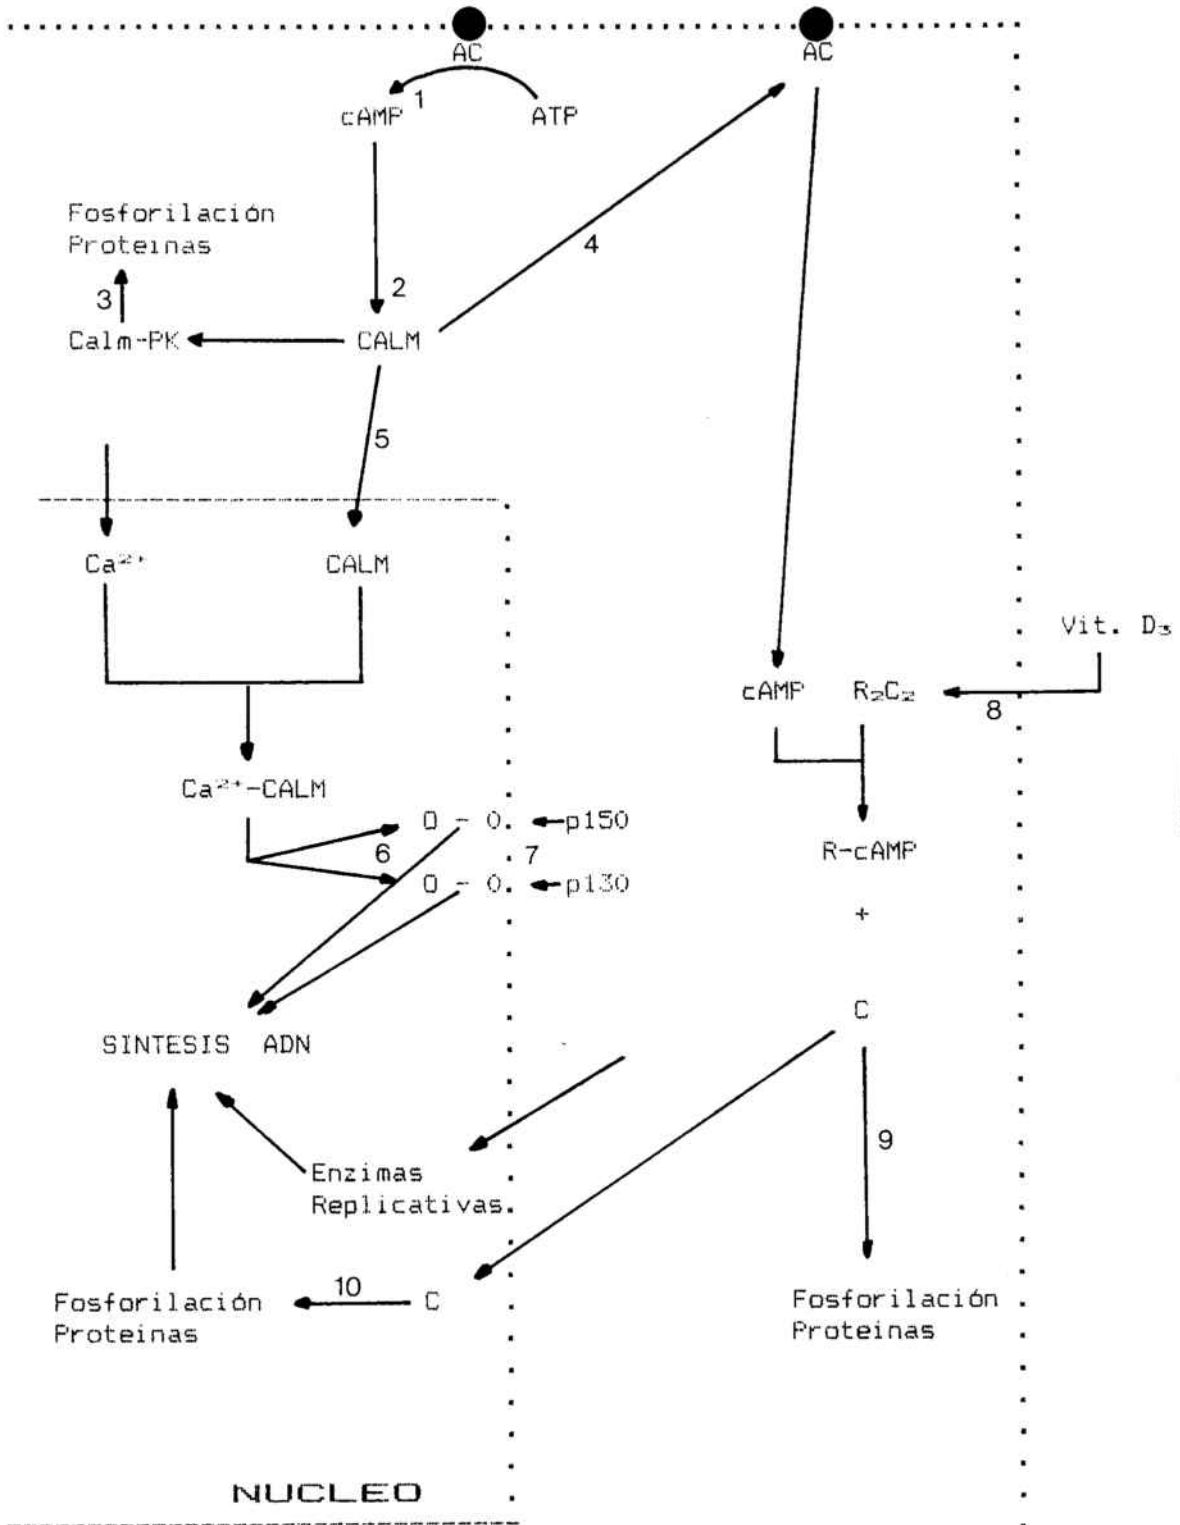 AC
AC
1
cAMP
ATP
Fosforilación
Proteinas
4
2
3
Calm-PK
CALM
5
Ca²⁺
CALM
Vit. D₃
cAMP
R₂C₂
8
Ca²⁺-CALM
O - O
p150
6
7
R-cAMP
O - O
p130
+
C
SINTESIS ADN
9
Enzimas
Replicativas
10
Fosforilación
Proteinas
C
Fosforilación
Proteinas
NUCLEO